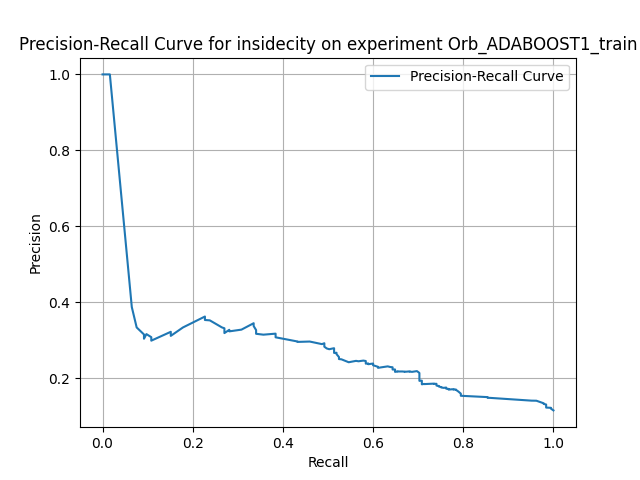 Precision-Recall Curve for insidecity on experiment Orb_ADABOOST1_train
Precision-Recall Curve
1.0
0.8
0.6
0.4
0.2
Precision
0.0 0.2 0.4 0.6 0.8 1.0
Recall